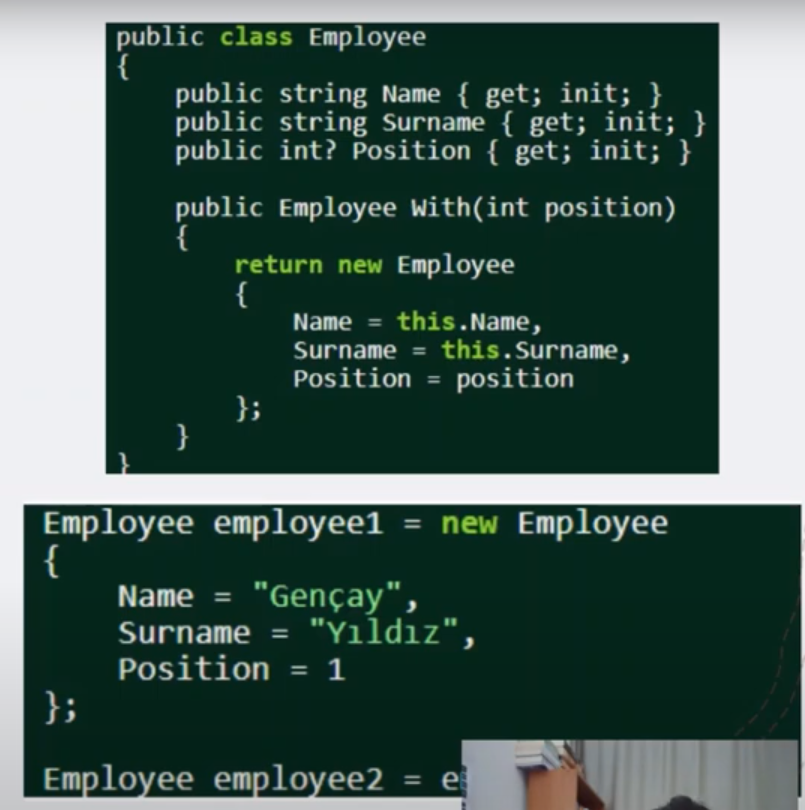 public class Employee
{
public string Name { get; init; }
public string Surname { get; init; }
public int? Position { get; init; }
public Employee With(int position)
{
return new Employee
{
Name = this.Name,
Surname = this.Surname,
Position = position
};
}
}
Employee employee1 = new Employee
{
Name = "Gençay",
Surname = "Yıldız",
Position = 1
};
Employee employee2 =